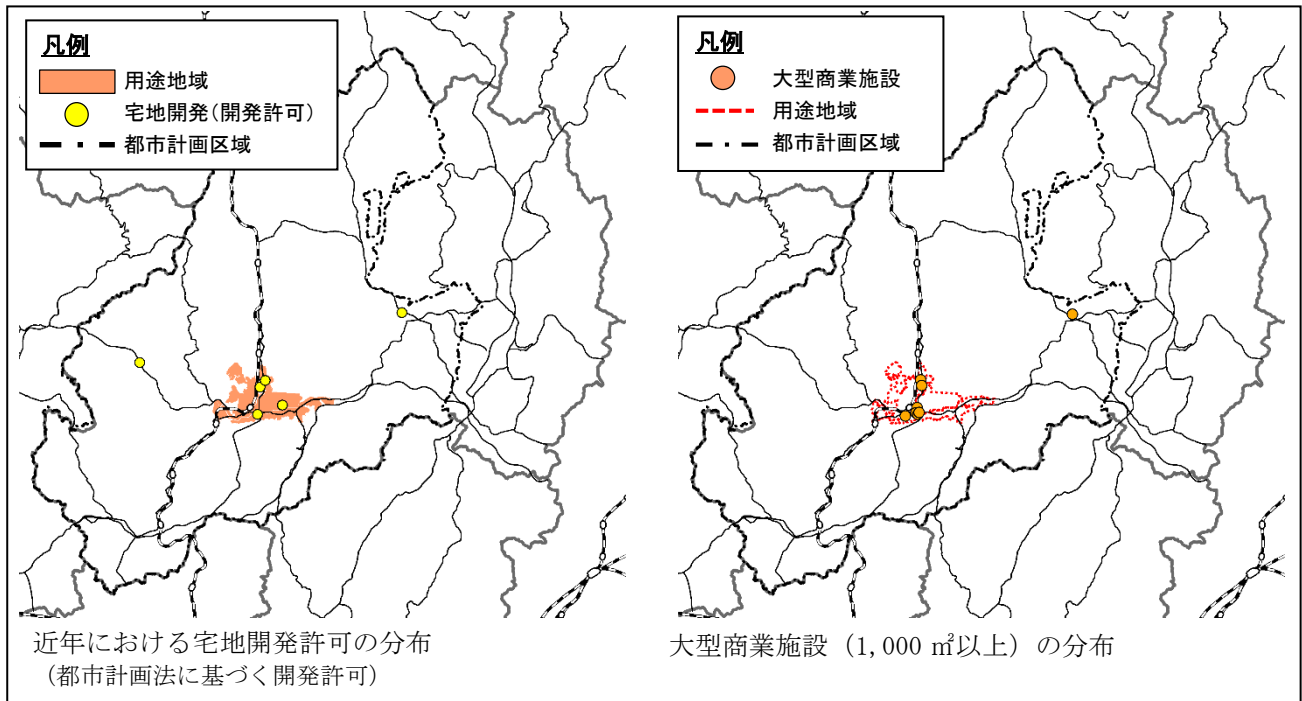 凡例
用途地域
宅地開発(開発許可)
都市計画区域
近年における宅地開発許可の分布
(都市計画法に基づく開発許可)
凡例
大型商業施設
用途地域
都市計画区域
大型商業施設（1,000 ㎡以上）の分布